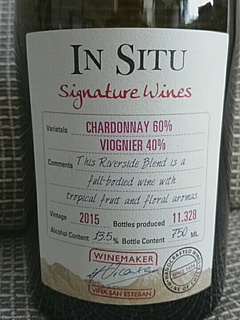 IN SITU
Signature Wines
Varietals CHARDONNAY 60%
VIOGNIER 40%
Comments This Riverside Blend is a
full-bodied wine with
tropical fruit and floral aromas.
Vintage 2015 Bottles produced 11.328
Alcohol Content 13.5% Bottle Content 750 ML
WINEMAKER
VIÑA SAN ESTEBAN